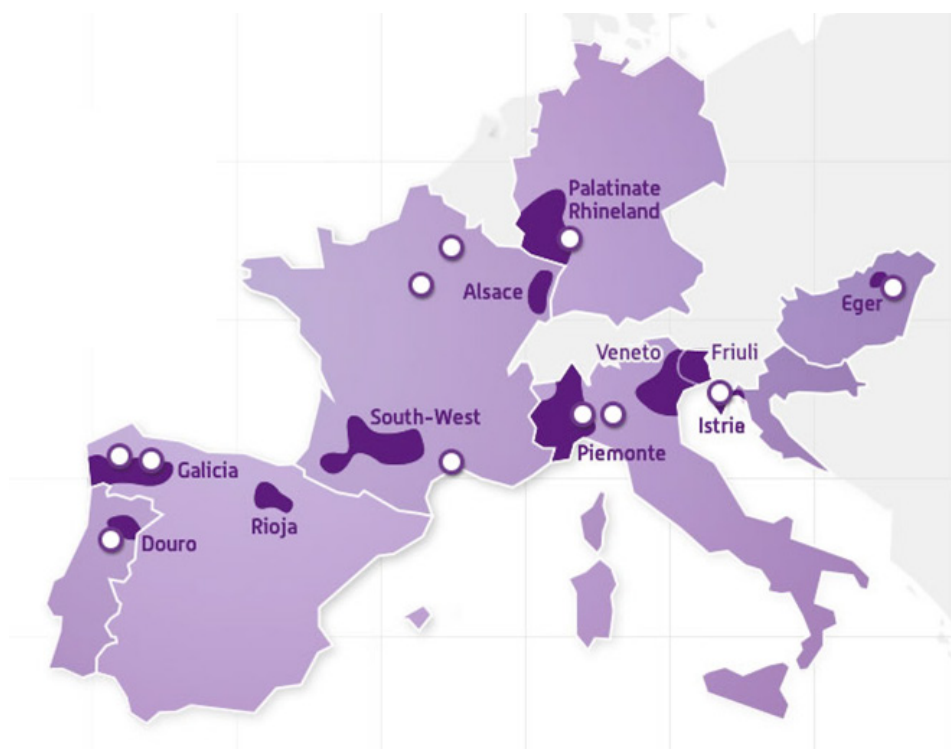 Palatinate
Rhineland
Alsace
Eger
Veneto
Friuli
South-West
Istrie
Piemonte
Galicia
Rioja
Douro